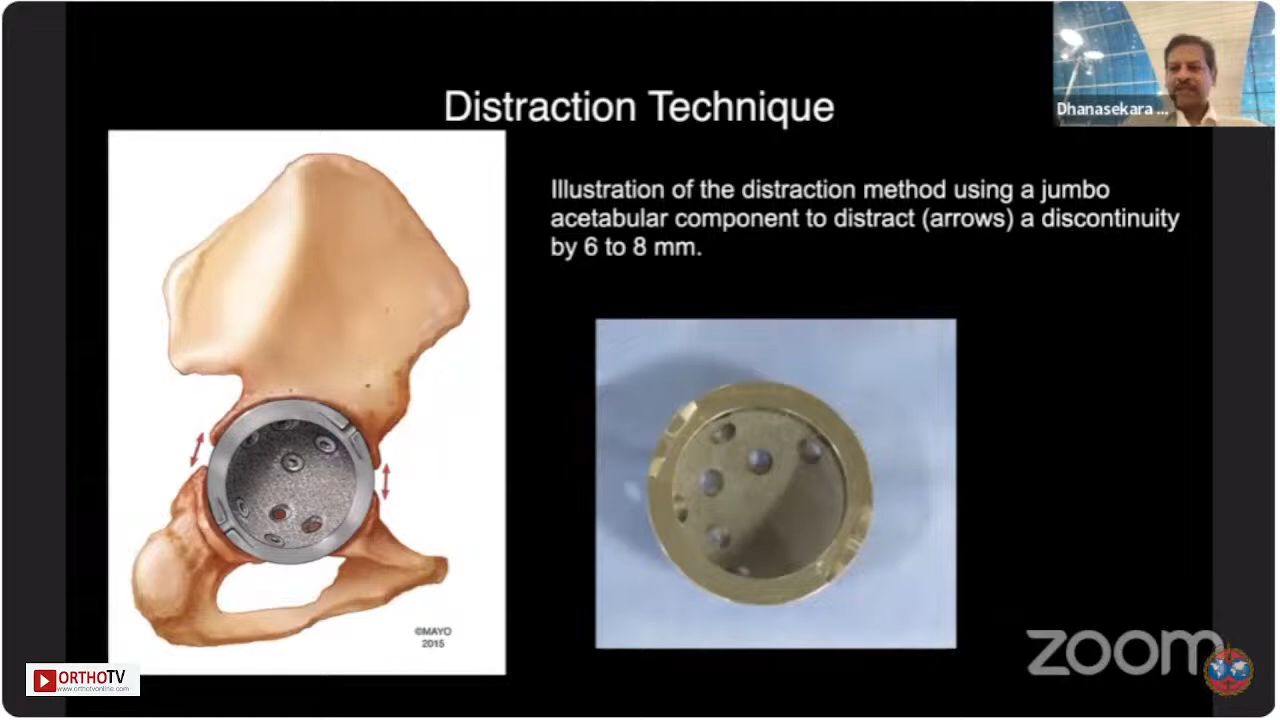 Distraction Technique
Dhanasekara ...
Illustration of the distraction method using a jumbo
acetabular component to distract (arrows) a discontinuity
by 6 to 8 mm.
©MAYO
2015
ORTHOTV
www.orthotvonline.com
zoom